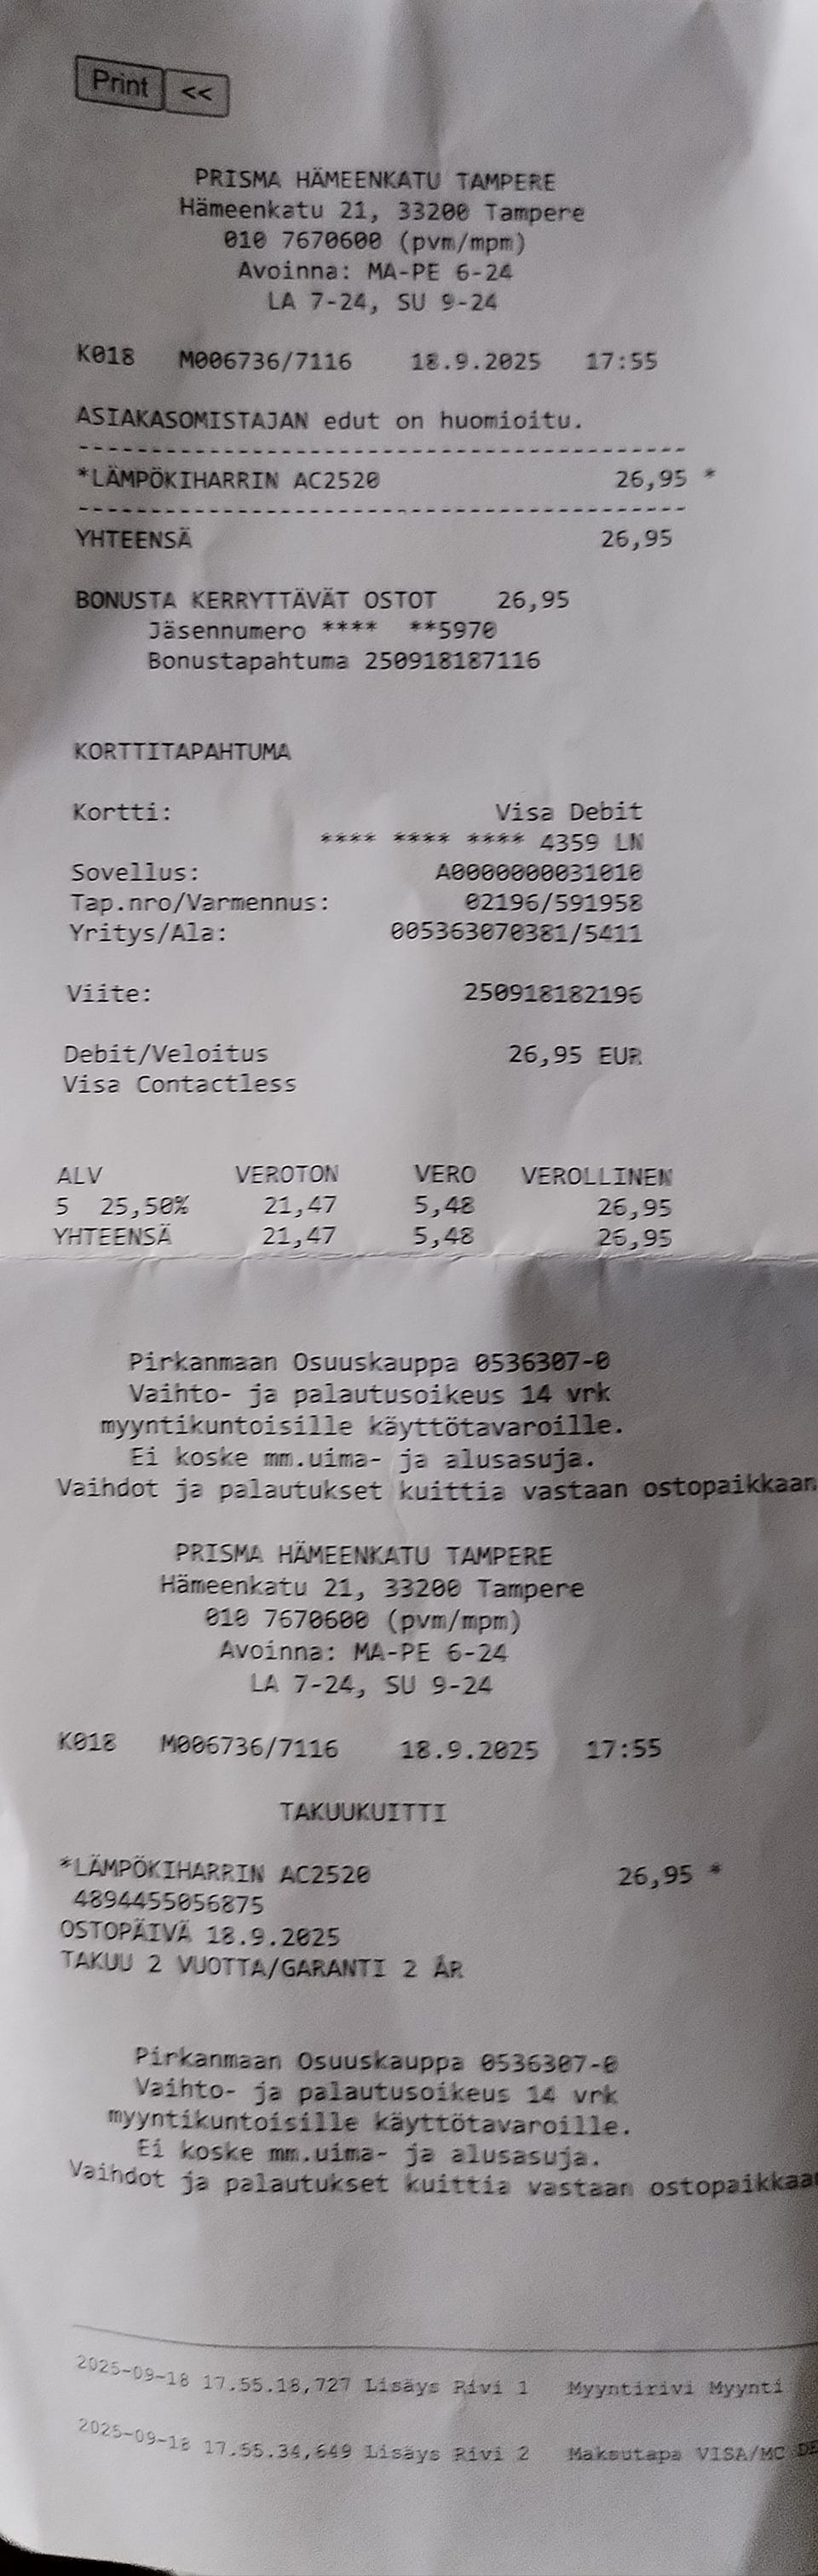 Print <<
PRISMA HÄMEENKATU TAMPERE
Hämeenkatu 21, 33200 Tampere
010 7670600 (pvm/mpm)
Avoinna: MA-PE 6-24
LA 7-24, SU 9-24
K018 M006736/7116 18.9.2025 17:55
ASIAKASOMISTAJAN edut on huomioitu.
------------------------------------------
*LÄMPÖKIHARRIN AC2520 26,95 *
------------------------------------------
YHTEENSÄ 26,95
BONUSTA KERRYTTÄVÄT OSTOT 26,95
Jäsennumero **** **5970
Bonustapahtuma 250918187116
KORTTITAPAHTUMA
Kortti: Visa Debit
**** **** **** 4359 LN
Sovellus: A0000000031010
Tap.nro/Varmennus: 02196/591958
Yritys/Ala: 005363070381/5411
Viite: 250918182196
Debit/Veloitus 26,95 EUR
Visa Contactless
ALV VEROTON VERO VEROLLINEN
5 25,50% 21,47 5,48 26,95
YHTEENSÄ 21,47 5,48 26,95
Pirkanmaan Osuuskauppa 0536307-0
Vaihto- ja palautusoikeus 14 vrk
myyntikuntoisille käyttötavaroille.
Ei koske mm.uima- ja alusasuja.
Vaihdot ja palautukset kuittia vastaan ostopaikkaan
PRISMA HÄMEENKATU TAMPERE
Hämeenkatu 21, 33200 Tampere
010 7670600 (pvm/mpm)
Avoinna: MA-PE 6-24
LA 7-24, SU 9-24
K018 M006736/7116 18.9.2025 17:55
TAKUUKUITTI
*LÄMPÖKIHARRIN AC2520 26,95 *
4894455056875
OSTOPÄIVÄ 18.9.2025
TAKUU 2 VUOTTA/GARANTI 2 ÅR
Pirkanmaan Osuuskauppa 0536307-0
Vaihto- ja palautusoikeus 14 vrk
myyntikuntoisille käyttötavaroille.
Ei koske mm.uima- ja alusasuja.
Vaihdot ja palautukset kuittia vastaan ostopaikkaa
2025-09-18 17.55.18,727 Lisäys Rivi 1 Myyntirivi Myynti
2025-09-18 17.55.34,649 Lisäys Rivi 2 Maksutapa VISA/MC DE